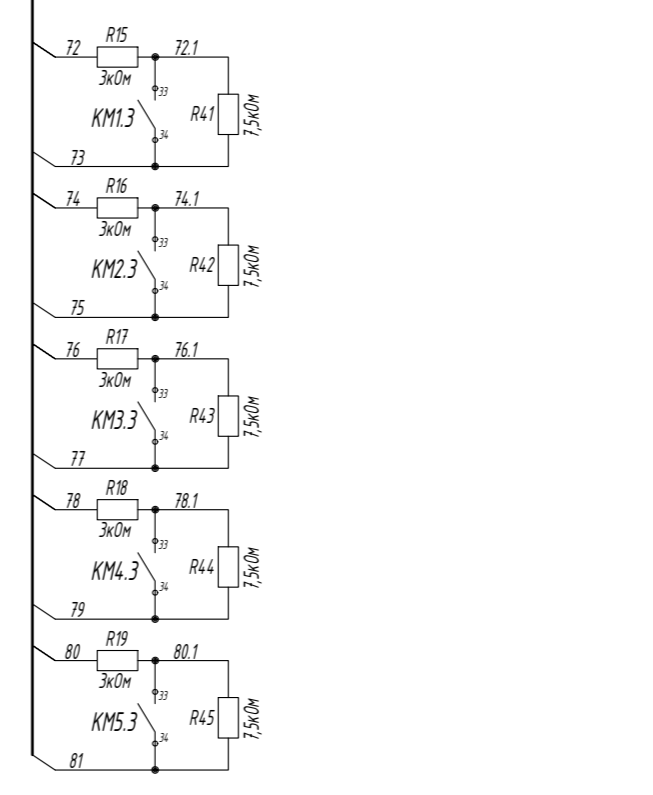 R15
72
72.1
3кОм
33
КМ1.3
R41
7,5кОм
34
73
R16
74
74.1
3кОм
33
КМ2.3
R42
7,5кОм
34
75
R17
76
76.1
3кОм
33
КМ3.3
R43
7,5кОм
34
77
R18
78
78.1
3кОм
33
КМ4.3
R44
7,5кОм
34
79
R19
80
80.1
3кОм
33
КМ5.3
R45
7,5кОм
34
81